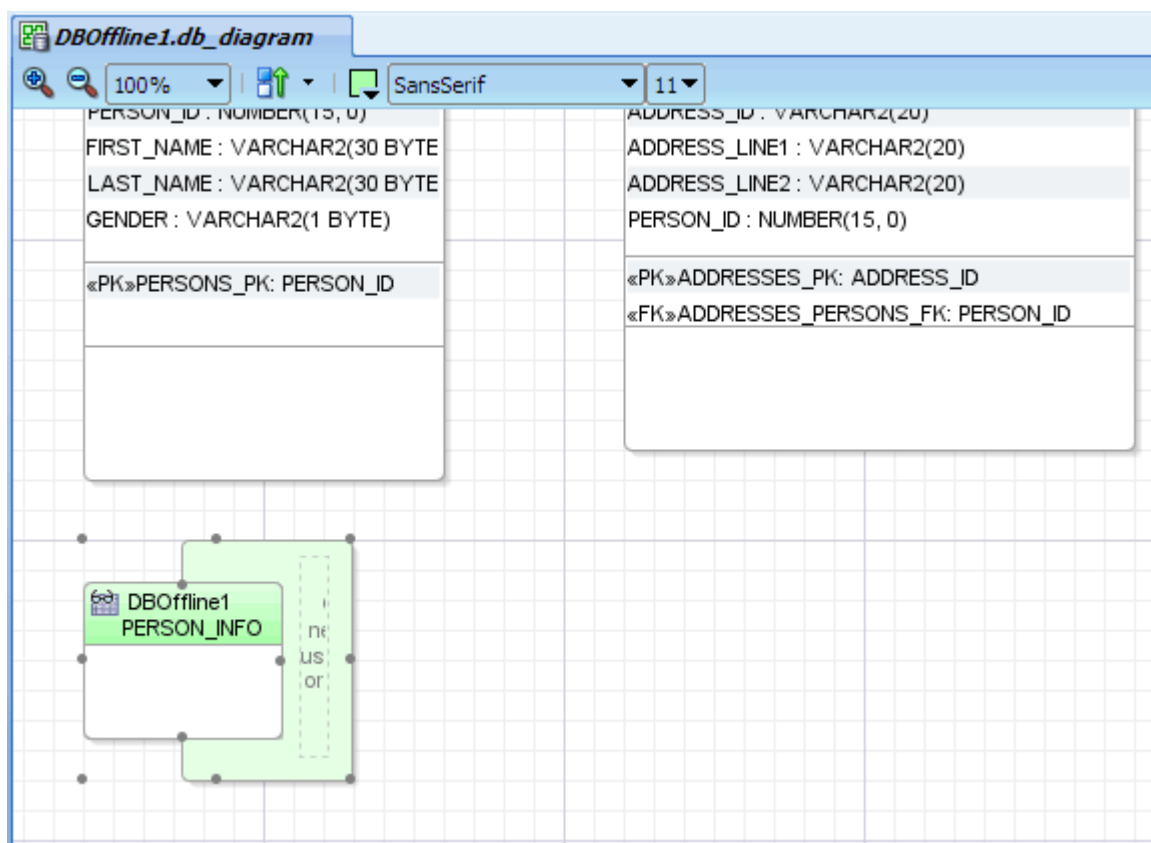 DBOffline1.db_diagram
100%
SansSerif
11
PERSON_ID : NUMBER(15, 0)
FIRST_NAME : VARCHAR2(30 BYTE
LAST_NAME : VARCHAR2(30 BYTE
GENDER : VARCHAR2(1 BYTE)
«PK»PERSONS_PK: PERSON_ID
ADDRESS_ID : VARCHAR2(20)
ADDRESS_LINE1 : VARCHAR2(20)
ADDRESS_LINE2 : VARCHAR2(20)
PERSON_ID : NUMBER(15, 0)
«PK»ADDRESSES_PK: ADDRESS_ID
«FK»ADDRESSES_PERSONS_FK: PERSON_ID
DBOffline1
PERSON_INFO
us
or